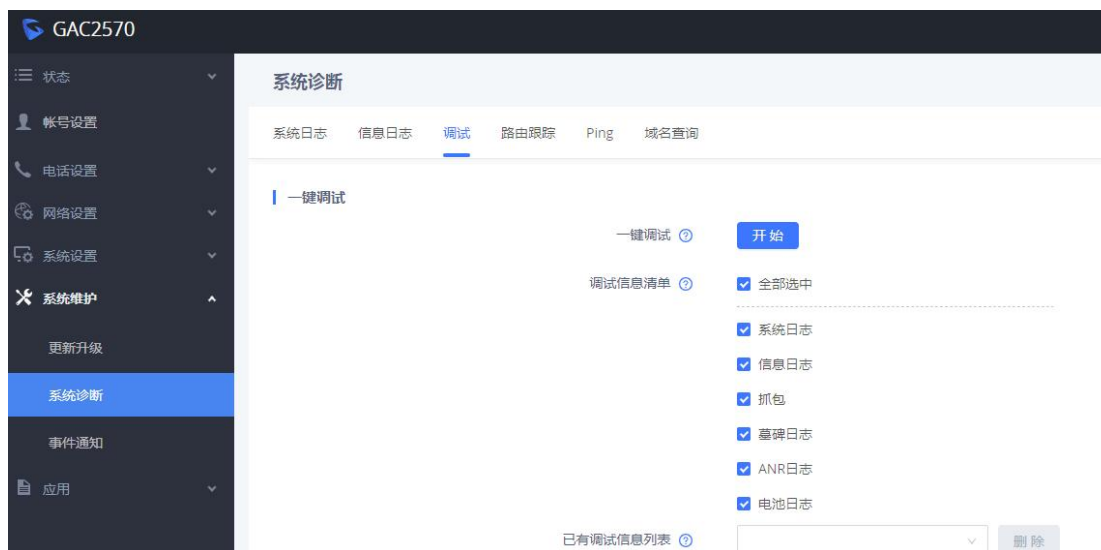 GAC2570
状态
帐号设置
电话设置
网络设置
系统设置
系统维护
更新升级
系统诊断
事件通知
应用
系统诊断
系统日志 信息日志 调试 路由跟踪 Ping 域名查询
一键调试
一键调试 开始
调试信息清单 全部选中
系统日志
信息日志
抓包
墓碑日志
ANR日志
电池日志
已有调试信息列表 删除